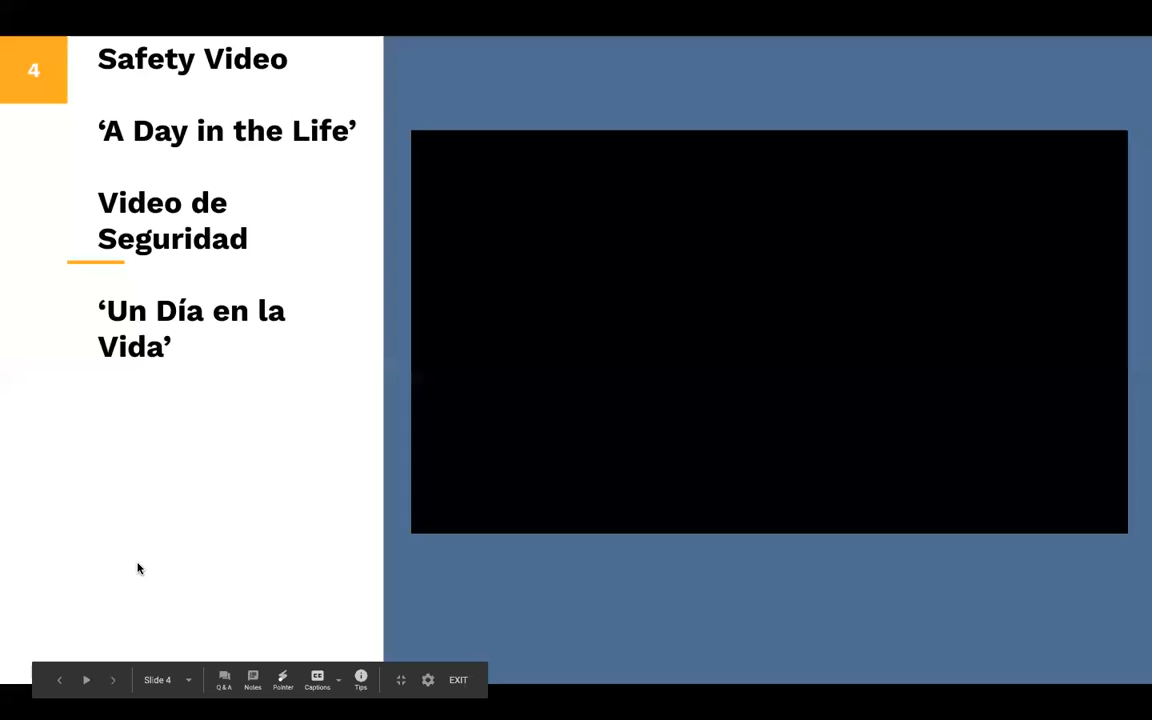 4
Safety Video
‘A Day in the Life’
Video de
Seguridad
‘Un Día en la
Vida’
Slide 4
Q & A
Notes
Pointer
CC
Captions
Tips
EXIT